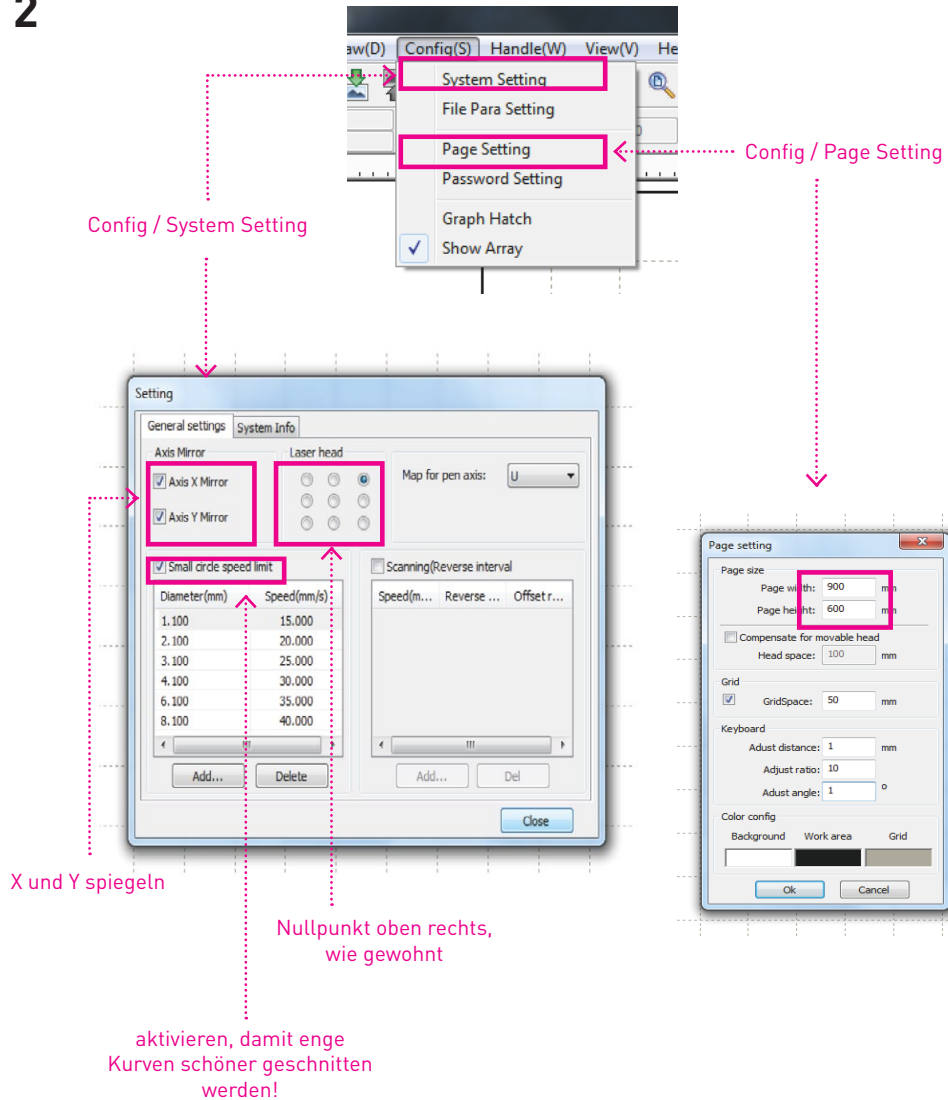 2
aw(D) Config(S) Handle(W) View(V) He
System Setting
File Para Setting
Page Setting
Password Setting
Graph Hatch
Show Array
Config / Page Setting
Config / System Setting
Setting
General settings System Info
Axis Mirror Laser head
Axis X Mirror
Axis Y Mirror
Map for pen axis: U
Small circle speed limit
Diameter(mm) Speed(mm/s)
1.100 15.000
2.100 20.000
3.100 25.000
4.100 30.000
6.100 35.000
8.100 40.000
Add... Delete
Scanning(Reverse interval
Speed(m... Reverse ... Offset r...
Add... Del
Close
Page setting
Page size
Page width: 900 mm
Page height: 600 mm
Compensate for movable head
Head space: 100 mm
Grid
GridSpace: 50 mm
Keyboard
Adust distance: 1 mm
Adjust ratio: 10
Adust angle: 1 °
Color config
Background Work area Grid
Ok Cancel
X und Y spiegeln
Nullpunkt oben rechts,
wie gewohnt
aktivieren, damit enge
Kurven schöner geschnitten
werden!